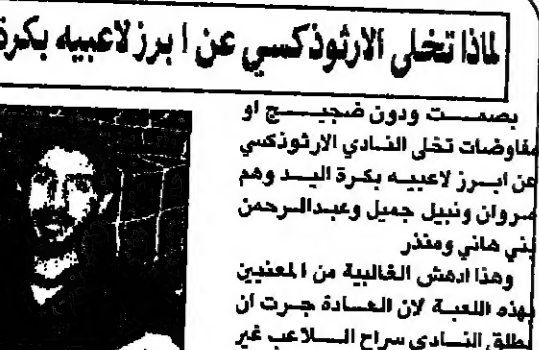 لماذا تخلى الارثوذكسي عن ابرز لاعبيه بكرة
بصمت ودون ضجيج او
مفاوضات تخلى النادي الارثوذكسي
عن ابرز لاعبيه بكرة اليد وهم
مروان ونبيل جميل وعبدالرحمن
بني هاني ومنذر
وهذا ادهش الغالبية من المعنيين
بهذه اللعبة لان العادة جرت ان
يطلق النادي سراح اللاعب غير